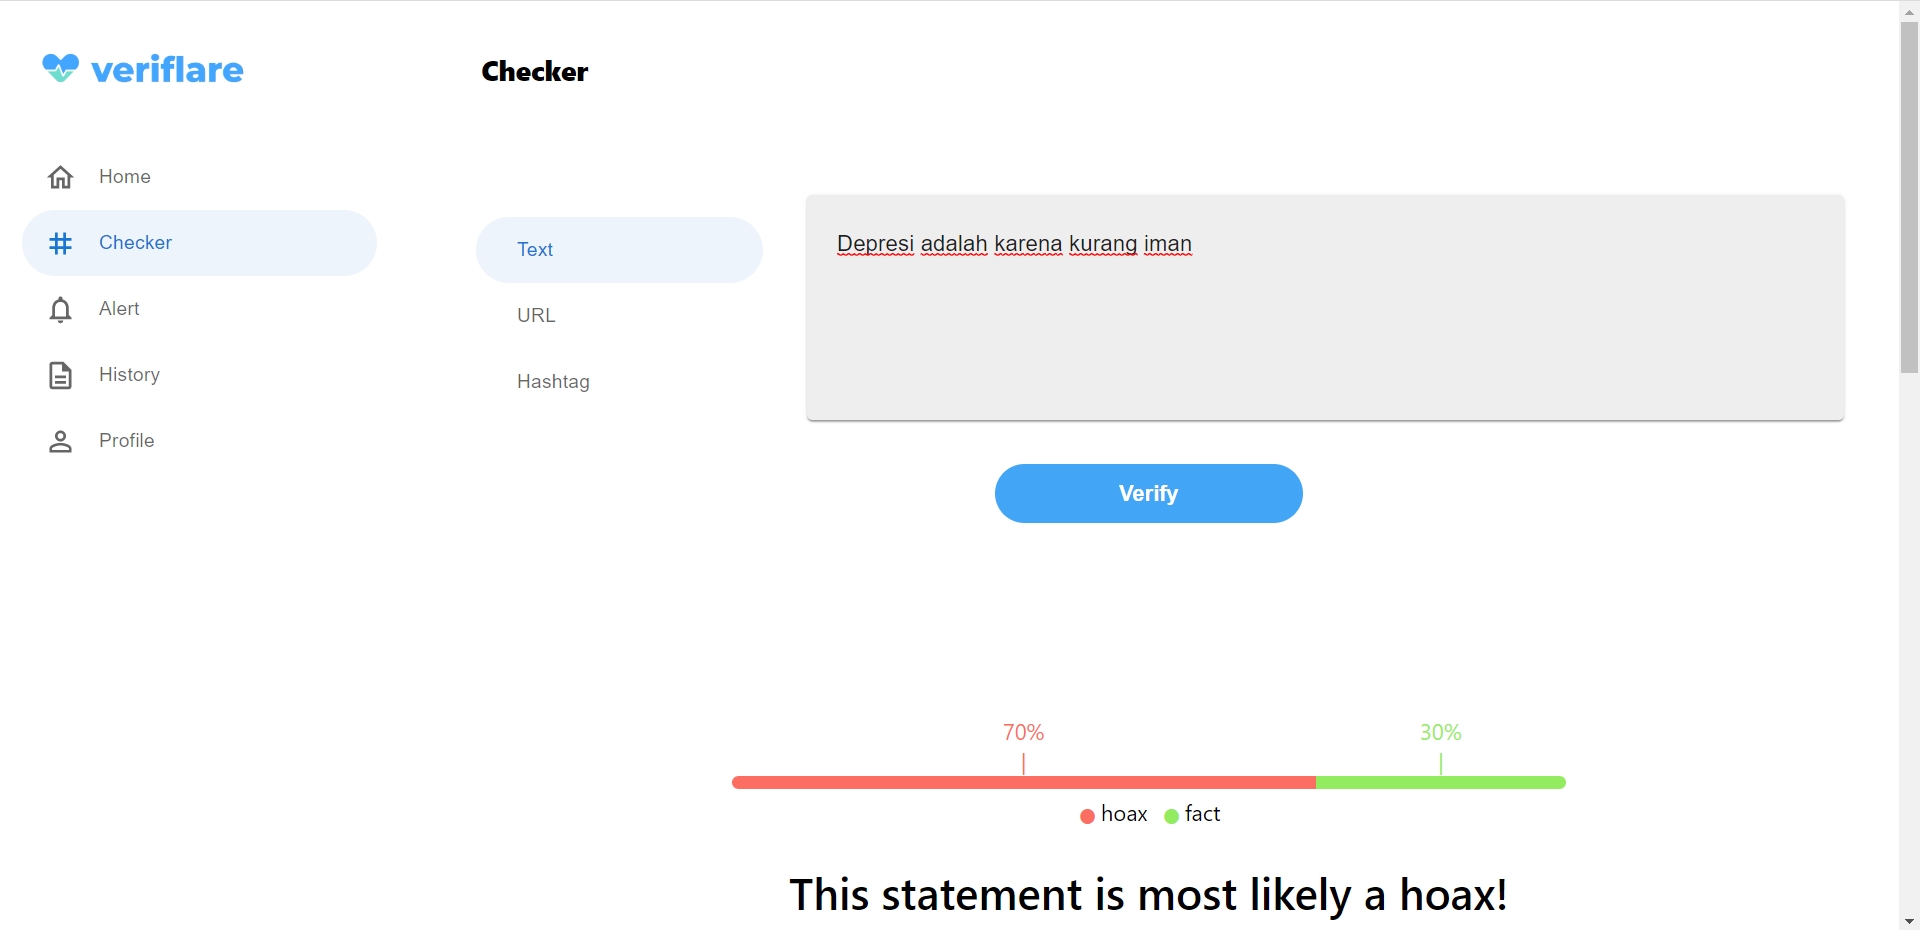 veriflare
Checker
Home
Checker
Alert
History
Profile
Text
URL
Hashtag
Depresi adalah karena kurang iman
Verify
70% 30%
hoax fact
This statement is most likely a hoax!